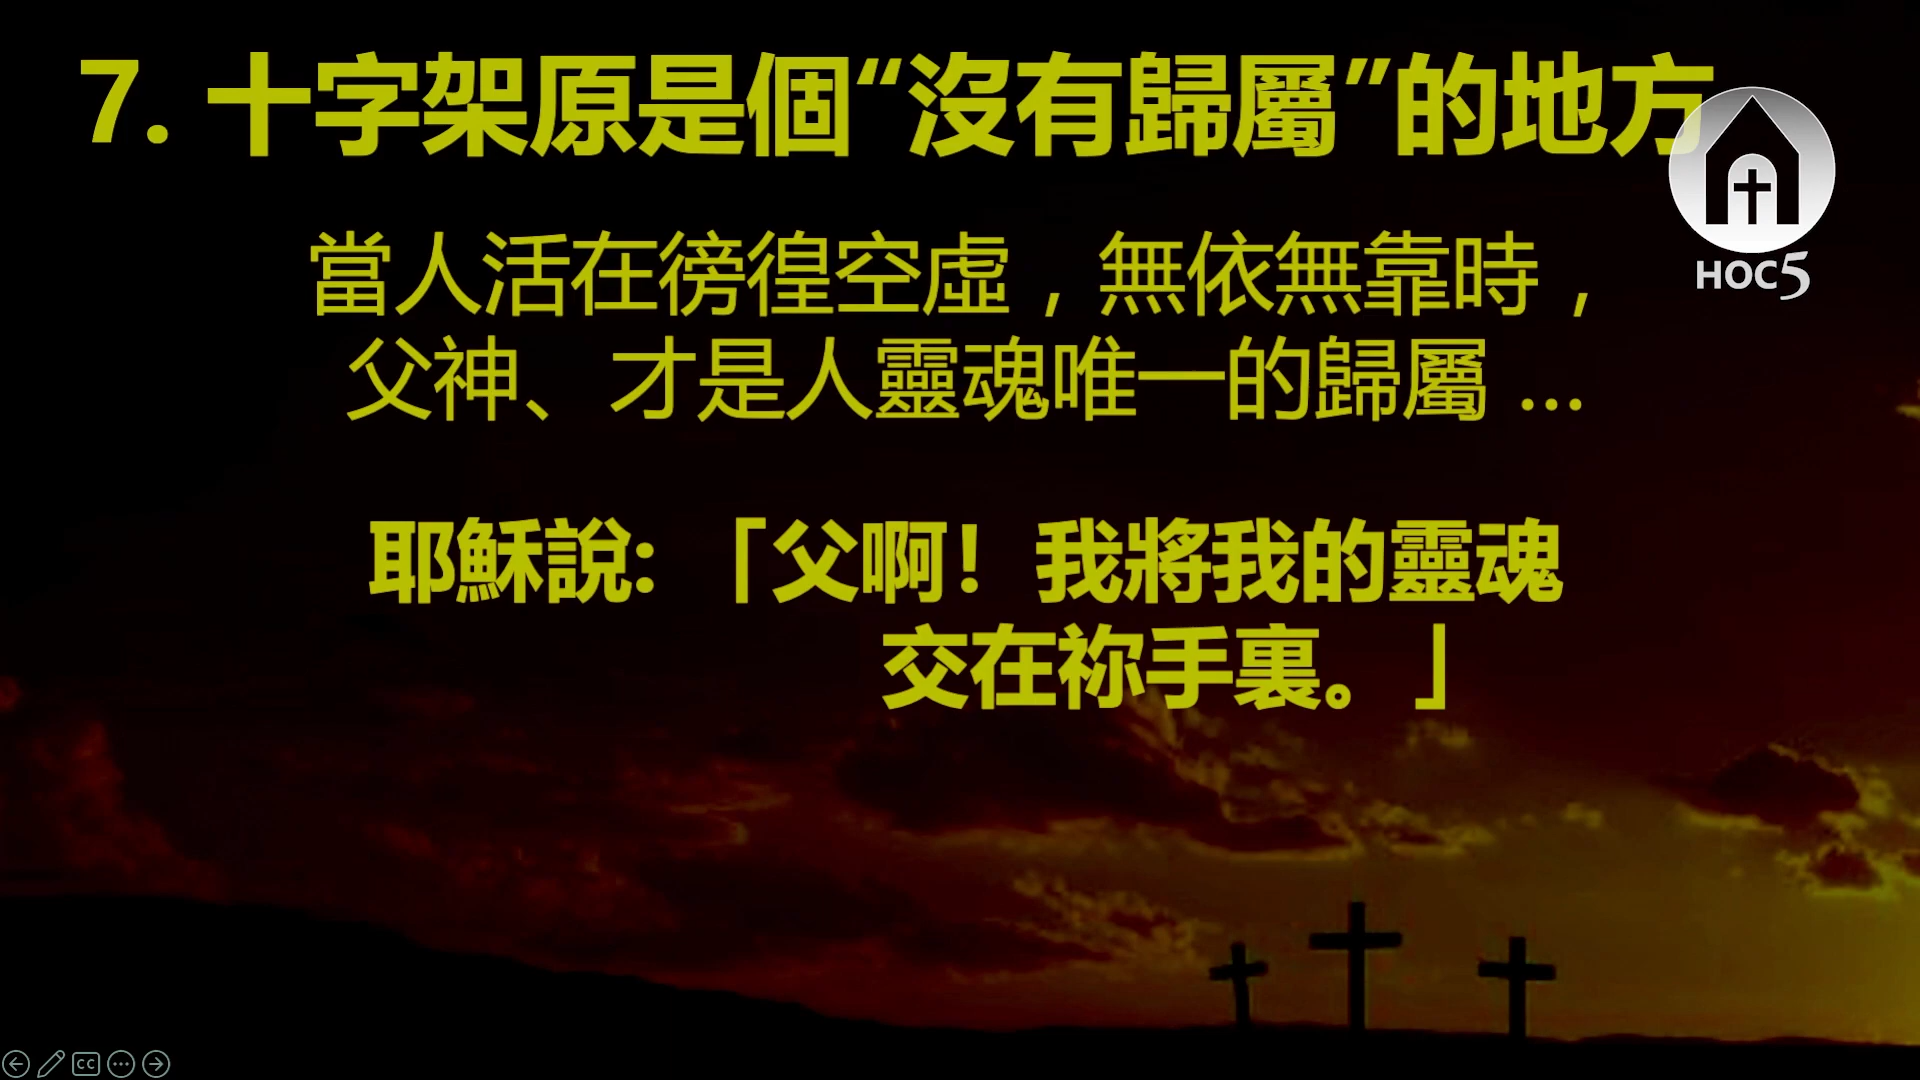 7. 十字架原是個“沒有歸屬”的地方
當人活在徬徨空虛，無依無靠時，
父神、才是人靈魂唯一的歸屬 ...
耶穌說: 「父啊！我將我的靈魂
交在祢手裏。」
HOC5
CC